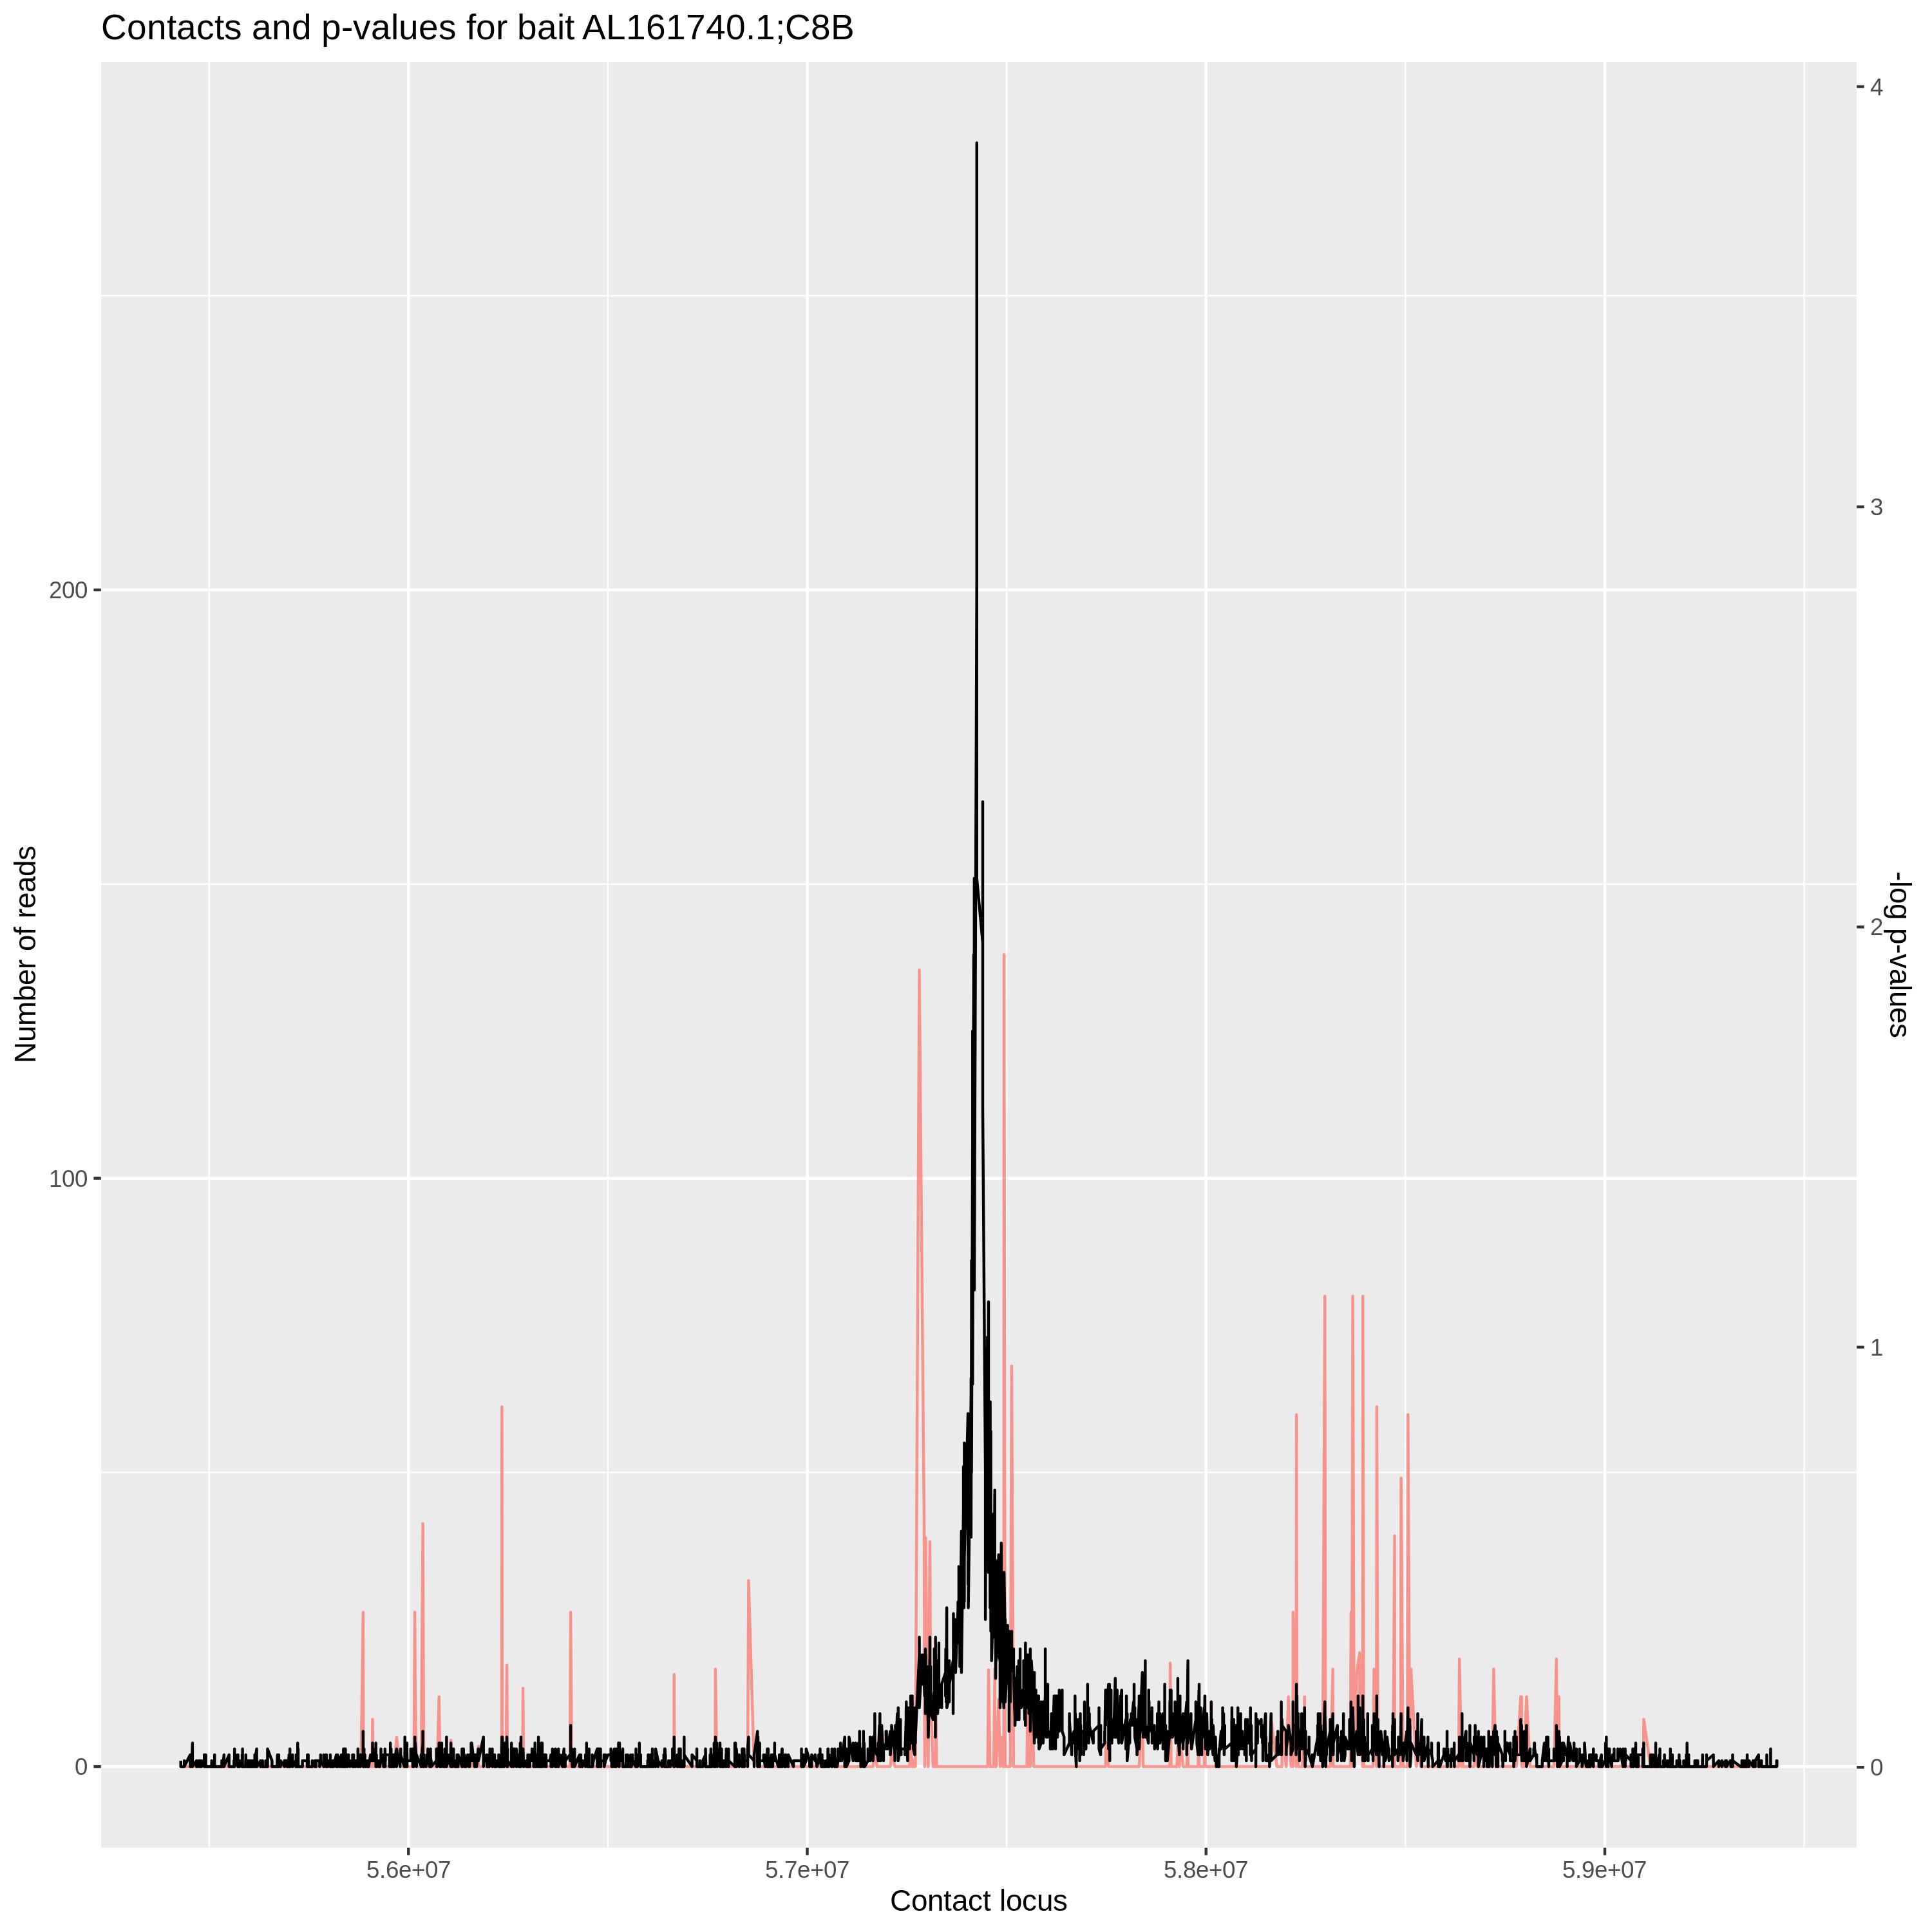 Contacts and p-values for bait AL161740.1;C8B
Number of reads
200
100
0
4
3
2
1
0
-log p-values
5.6e+07
5.7e+07
5.8e+07
5.9e+07
Contact locus